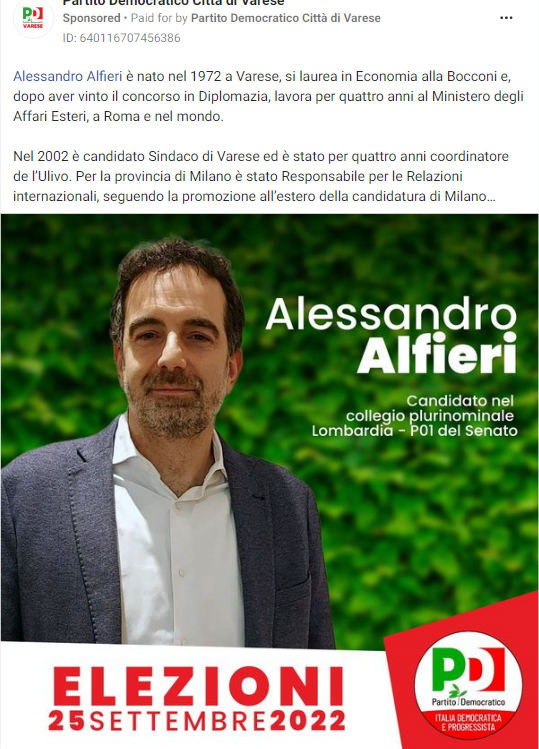 Partito Democratico Città di Varese
Sponsored • Paid for by Partito Democratico Città di Varese
ID: 640116707456386
Alessandro Alfieri è nato nel 1972 a Varese, si laurea in Economia alla Bocconi e,
dopo aver vinto il concorso in Diplomazia, lavora per quattro anni al Ministero degli
Affari Esteri, a Roma e nel mondo.
Nel 2002 è candidato Sindaco di Varese ed è stato per quattro anni coordinatore
de l'Ulivo. Per la provincia di Milano è stato Responsabile per le Relazioni
internazionali, seguendo la promozione all'estero della candidatura di Milano…
Alessandro
Alfieri
Candidato nel
collegio plurinominale
Lombardia - P01 del Senato
ELEZIONI
25SETTEMBRE2022
PD
Partito Democratico
ITALIA DEMOCRATICA
E PROGRESSISTA
PD
VARESE